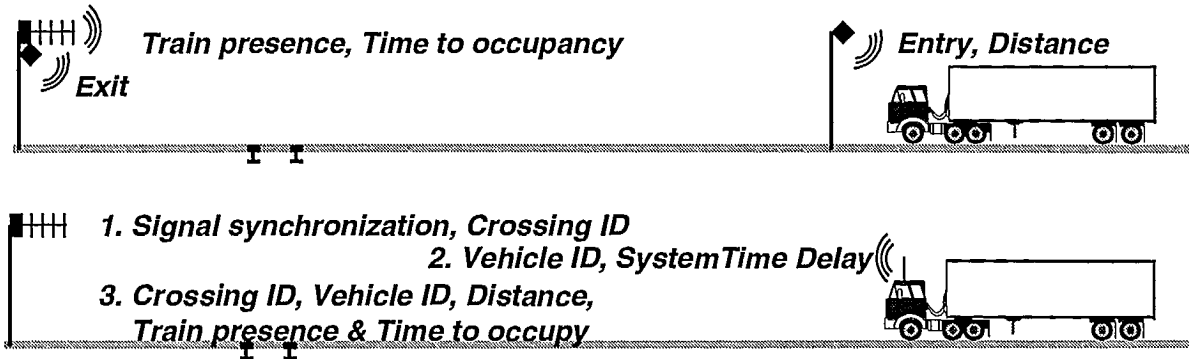 Train presence, Time to occupancy
Exit
Entry, Distance
1. Signal synchronization, Crossing ID
2. Vehicle ID, SystemTime Delay
3. Crossing ID, Vehicle ID, Distance,
Train presence & Time to occupy